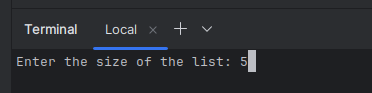 Terminal Local
Enter the size of the list: 5